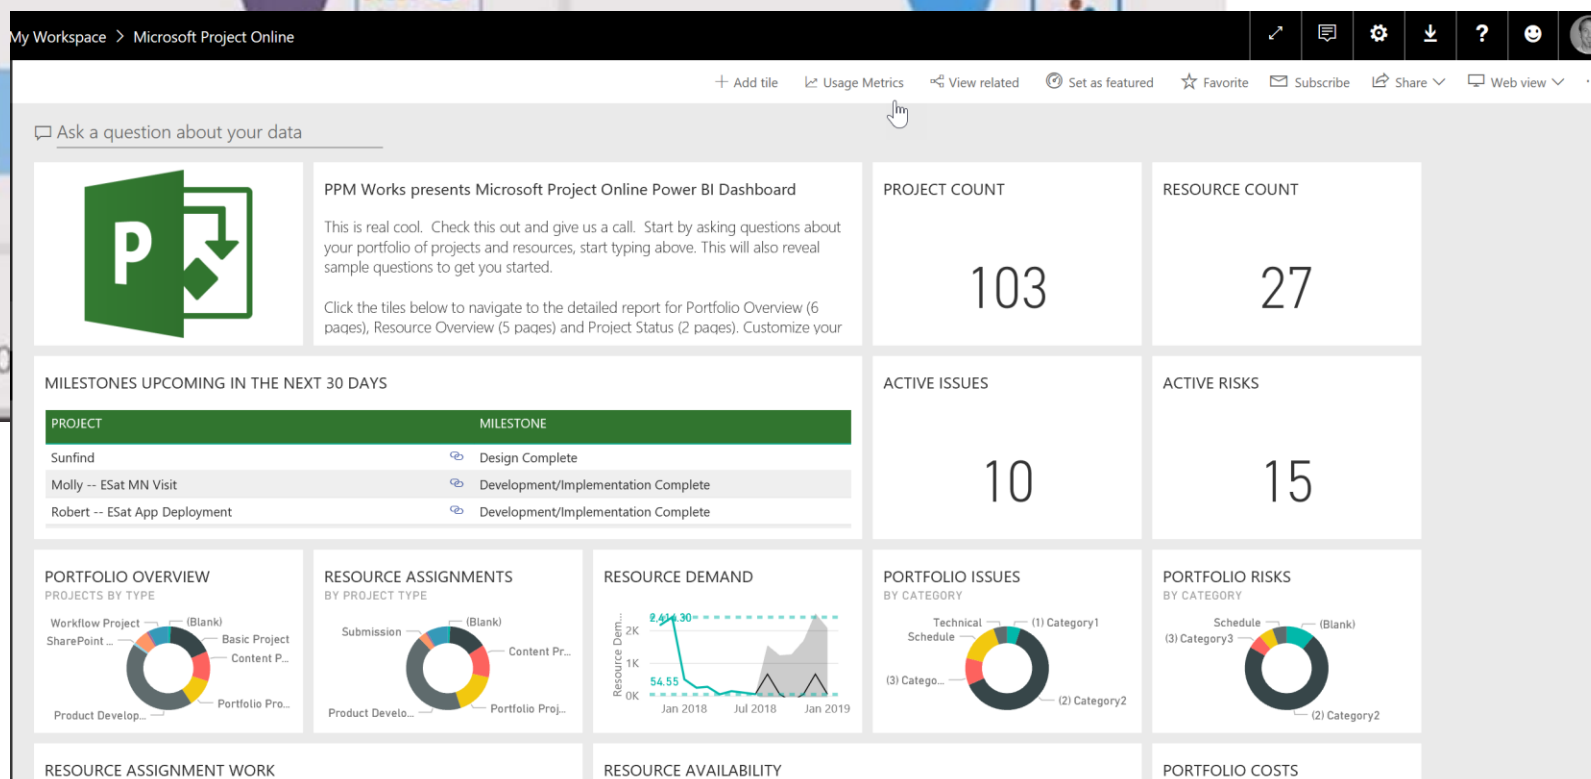 My Workspace > Microsoft Project Online
Add tile
Usage Metrics
View related
Set as featured
Favorite
Subscribe
Share
Web view
Ask a question about your data
P
PPM Works presents Microsoft Project Online Power BI Dashboard
This is real cool. Check this out and give us a call. Start by asking questions about
your portfolio of projects and resources, start typing above. This will also reveal
sample questions to get you started.
Click the tiles below to navigate to the detailed report for Portfolio Overview (6
pages), Resource Overview (5 pages) and Project Status (2 pages). Customize your
PROJECT COUNT
103
RESOURCE COUNT
27
MILESTONES UPCOMING IN THE NEXT 30 DAYS
PROJECT MILESTONE
Sunfind Design Complete
Molly -- ESat MN Visit Development/Implementation Complete
Robert -- ESat App Deployment Development/Implementation Complete
ACTIVE ISSUES
10
ACTIVE RISKS
15
PORTFOLIO OVERVIEW
PROJECTS BY TYPE
Workflow Project
(Blank)
SharePoint ...
Basic Project
Content P...
Portfolio Pro...
Product Develop...
RESOURCE ASSIGNMENTS
BY PROJECT TYPE
(Blank)
Submission
Content Pr...
Portfolio Proj...
Product Develo...
RESOURCE DEMAND
Resource Dem...
2,414.30
2K
1K
54.55
0K
Jan 2018 Jul 2018 Jan 2019
PORTFOLIO ISSUES
BY CATEGORY
Technical
(1) Category1
Schedule
(3) Catego...
(2) Category2
PORTFOLIO RISKS
BY CATEGORY
Schedule
(Blank)
(3) Category3
(2) Category2
RESOURCE ASSIGNMENT WORK
RESOURCE AVAILABILITY
PORTFOLIO COSTS